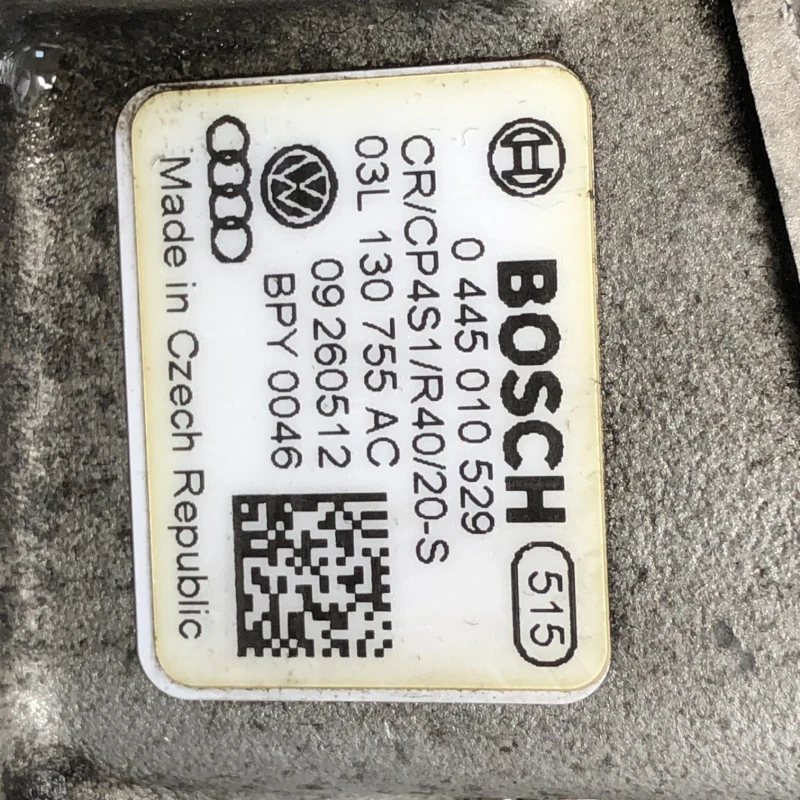 BOSCH 515
0 445 010 529
CR/CP4S1/R40/20-S
03L 130 755 AC
09 260512
BPY 0046
Made in Czech Republic